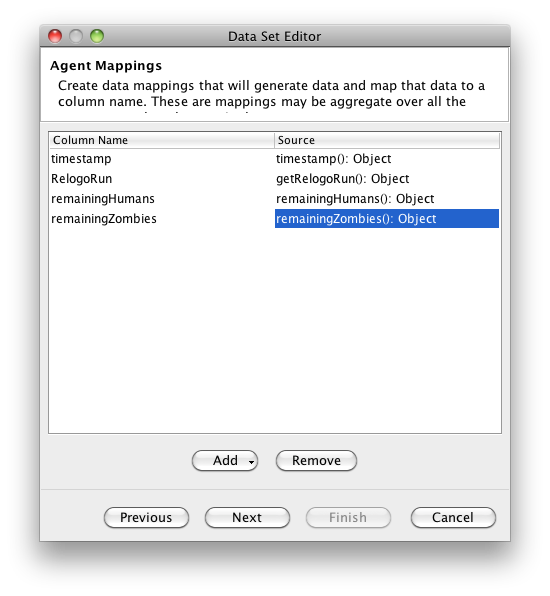 Data Set Editor
Agent Mappings
Create data mappings that will generate data and map that data to a
column name. These are mappings may be aggregate over all the
Column Name Source
timestamp timestamp(): Object
RelogoRun getRelogoRun(): Object
remainingHumans remainingHumans(): Object
remainingZombies remainingZombies(): Object
Add Remove
Previous Next Finish Cancel